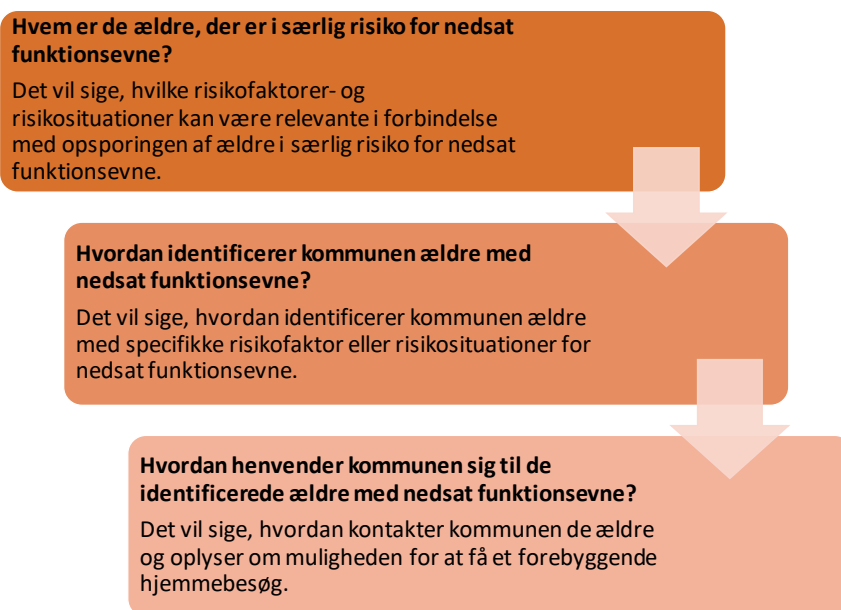 Hvem er de ældre, der er i særlig risiko for nedsat
funktionsevne?
Det vil sige, hvilke risikofaktorer- og
risikosituationer kan være relevante i forbindelse
med opsporingen af ældre i særlig risiko for nedsat
funktionsevne.
Hvordan identificerer kommunen ældre med
nedsat funktionsevne?
Det vil sige, hvordan identificerer kommunen ældre
med specifikke risikofaktor eller risikosituationer for
nedsat funktionsevne.
Hvordan henvender kommunen sig til de
identificerede ældre med nedsat funktionsevne?
Det vil sige, hvordan kontakter kommunen de ældre
og oplyser om muligheden for at få et forebyggende
hjemmebesøg.